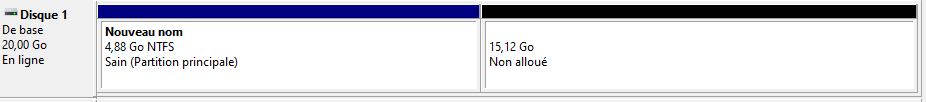 Disque 1
De base
20,00 Go
En ligne
Nouveau nom
4,88 Go NTFS
Sain (Partition principale)
15,12 Go
Non alloué